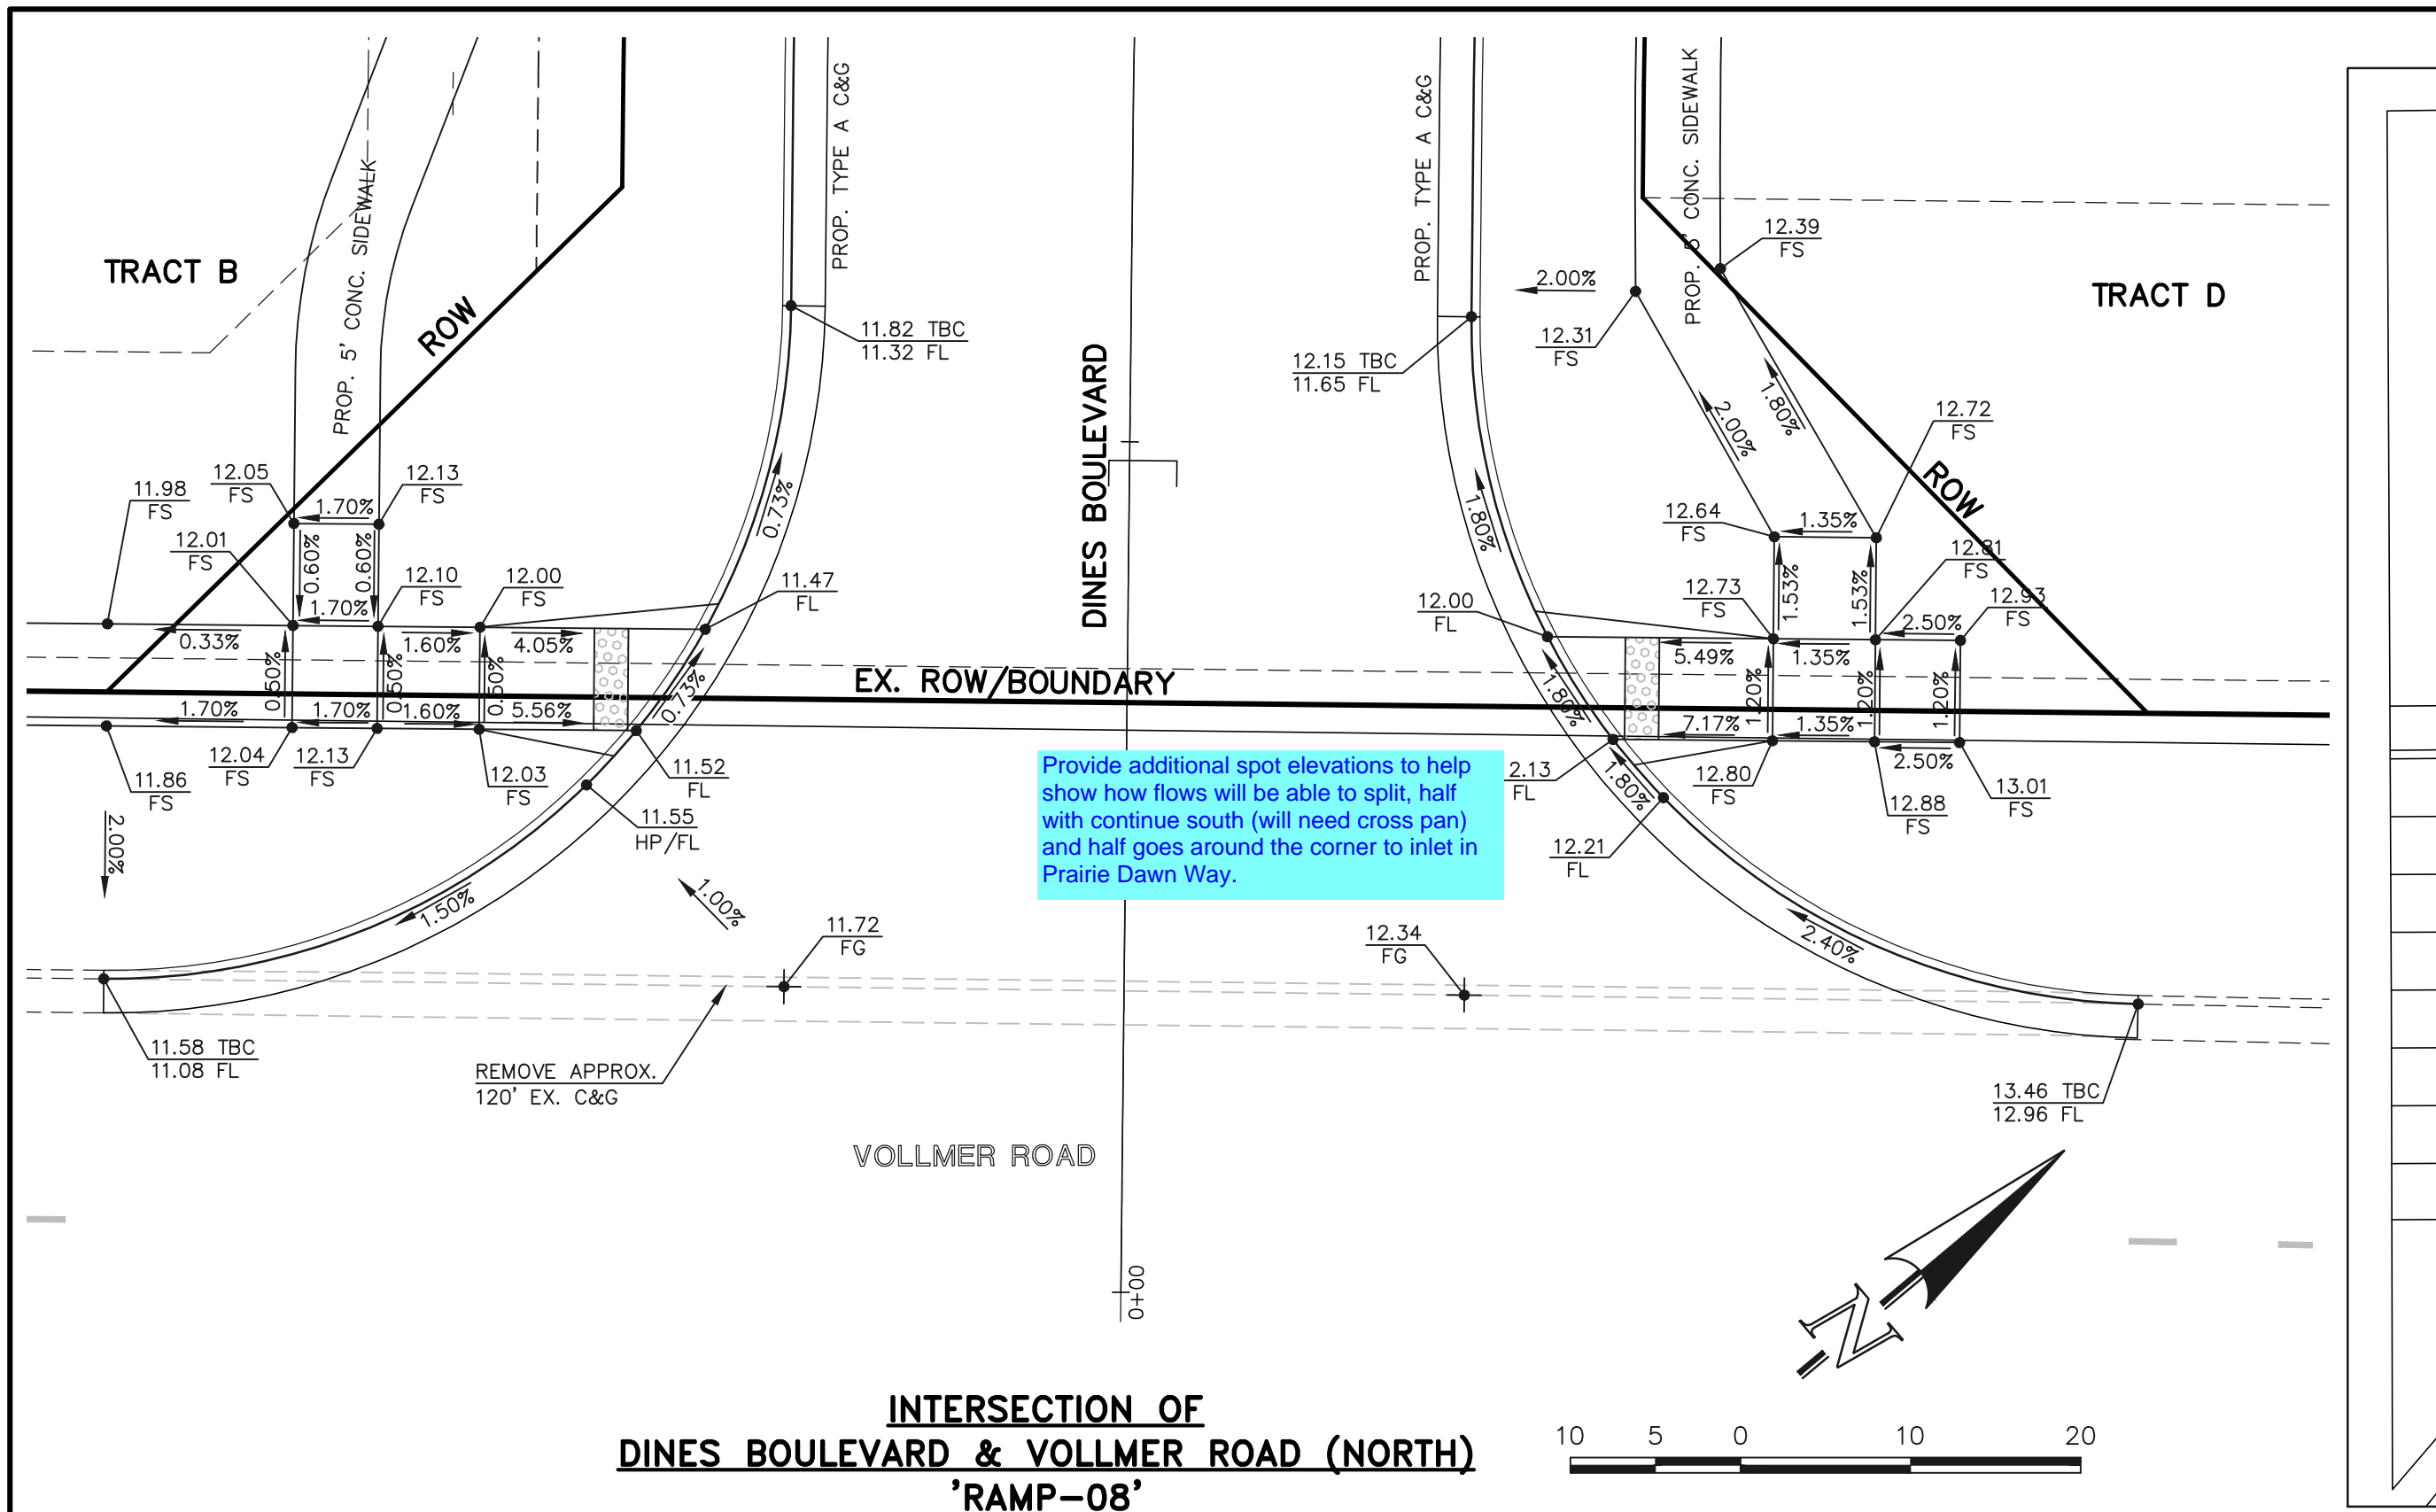 PROP. TYPE A C&G
PROP. TYPE A C&G
PROP. 5' CONC. SIDEWALK
PROP. 5' CONC. SIDEWALK
TRACT B
ROW
TRACT D
ROW
DINES BOULEVARD
12.39
FS
2.00%
12.31
FS
11.82 TBC
11.32 FL
12.15 TBC
11.65 FL
1.80%
2.00%
12.72
FS
12.05
FS
12.13
FS
11.98
FS
1.70%
12.01
FS
0.60%
0.60%
0.73%
1.80%
12.64
FS
1.35%
12.81
FS
12.10
FS
12.00
FS
11.47
FL
12.00
FL
12.73
FS
1.53%
1.53%
12.93
FS
1.70%
0.33%
1.60%
4.05%
2.50%
5.49%
1.35%
0.50%
0.50%
0.50%
0.73%
EX. ROW/BOUNDARY
1.80%
1.20%
1.20%
1.20%
1.70%
1.70%
1.60%
5.56%
7.17%
1.35%
2.50%
11.86
FS
12.04
FS
12.13
FS
12.03
FS
11.52
FL
2.13
FL
1.80%
12.80
FS
12.88
FS
13.01
FS
Provide additional spot elevations to help
show how flows will be able to split, half
with continue south (will need cross pan)
and half goes around the corner to inlet in
Prairie Dawn Way.
2.00%
11.55
HP/FL
12.21
FL
1.50%
1.00%
11.72
FG
12.34
FG
2.40%
11.58 TBC
11.08 FL
REMOVE APPROX.
120' EX. C&G
13.46 TBC
12.96 FL
VOLLMER ROAD
0+00
N
INTERSECTION OF
DINES BOULEVARD & VOLLMER ROAD (NORTH)
'RAMP-08'
10 5 0 10 20